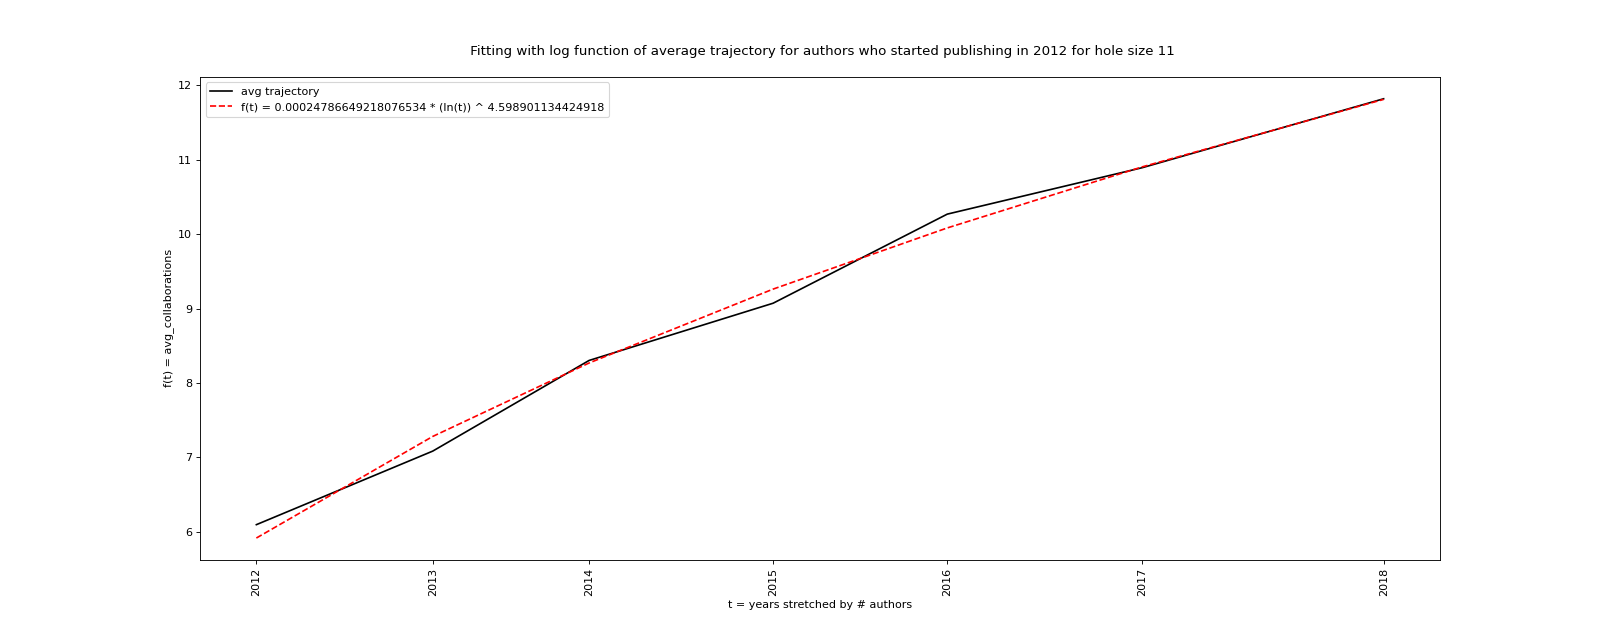 Fitting with log function of average trajectory for authors who started publishing in 2012 for hole size 11
avg trajectory
f(t) = 0.00024786649218076534 * (ln(t)) ^ 4.598901134424918
12
11
10
9
8
7
6
f(t) = avg_collaborations
2012
2013
2014
2015
2016
2017
2018
t = years stretched by # authors